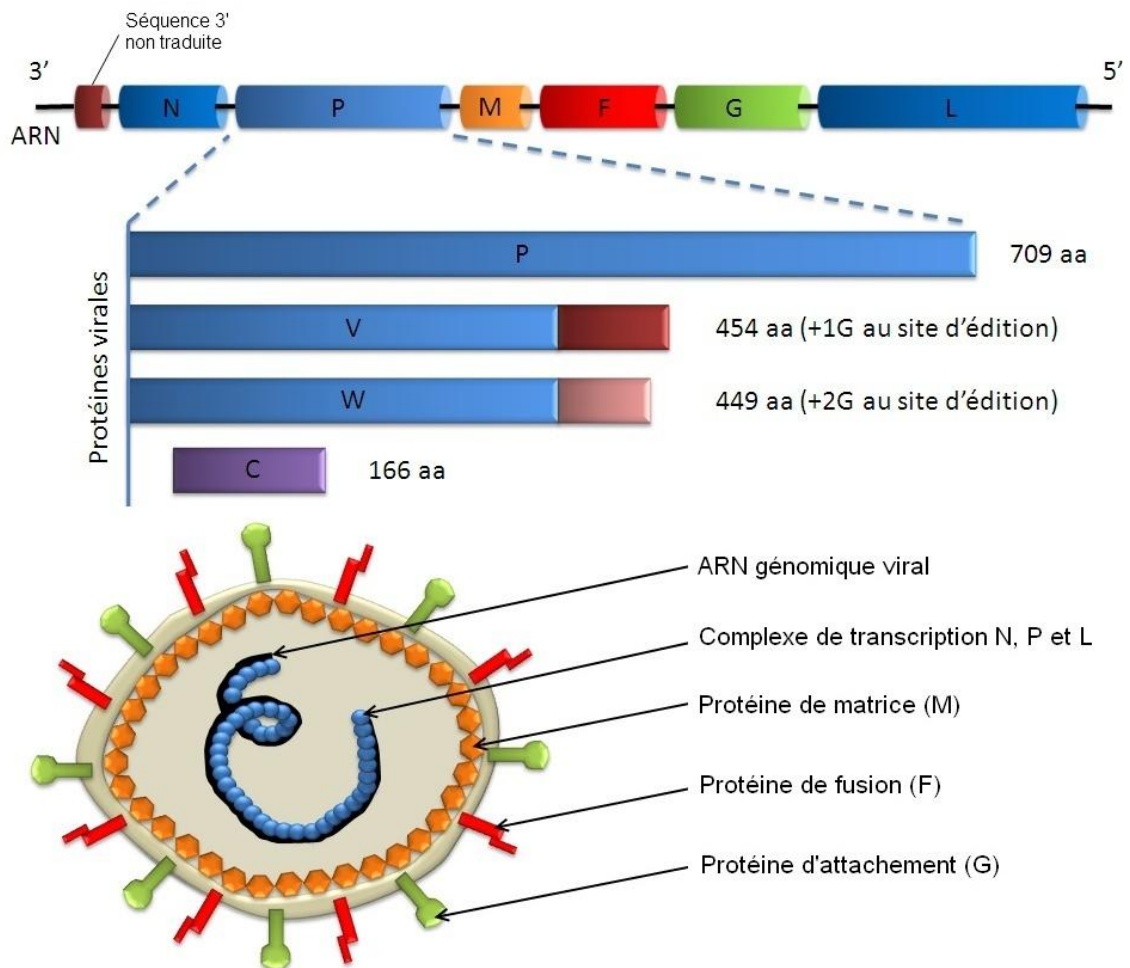 Séquence 3'
non traduite
3’ 5’
N P M F G L
ARN
Protéines virales
P 709 aa
V 454 aa (+1G au site d’édition)
W 449 aa (+2G au site d’édition)
C 166 aa
ARN génomique viral
Complexe de transcription N, P et L
Protéine de matrice (M)
Protéine de fusion (F)
Protéine d'attachement (G)